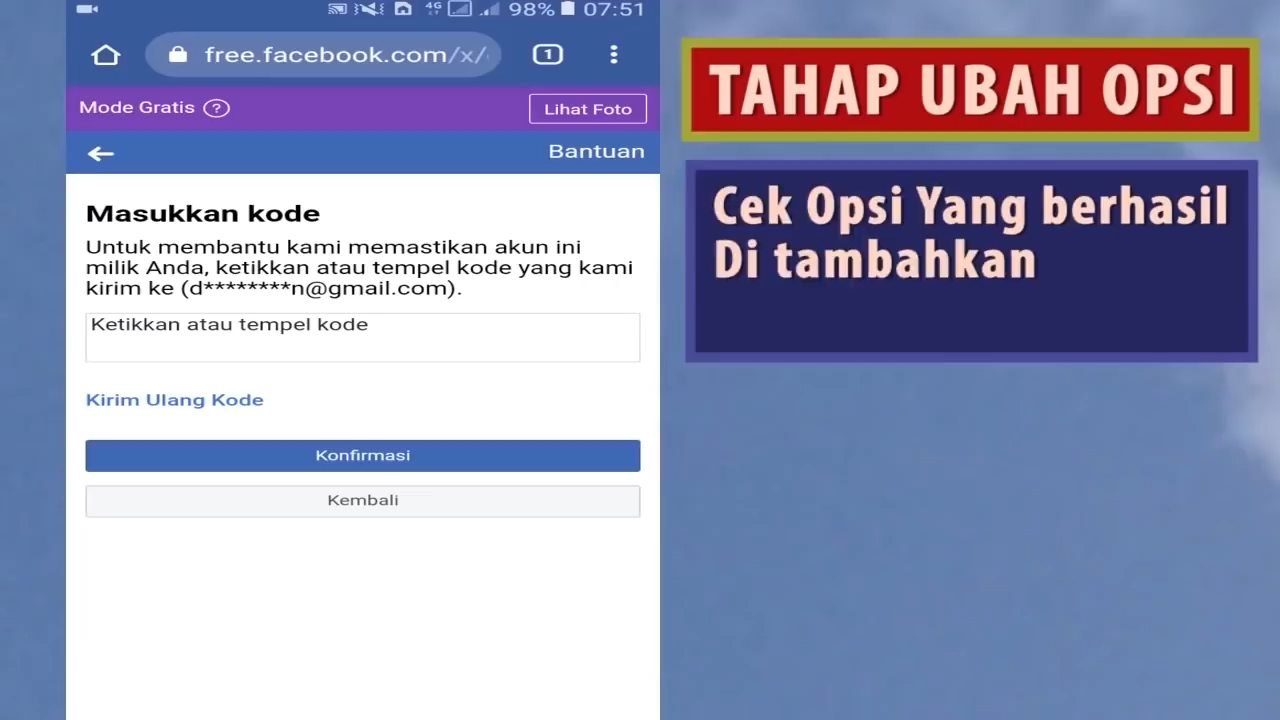 4G 98% 07:51
free.facebook.com/x/
1
Mode Gratis ? Lihat Foto
Bantuan
Masukkan kode
Untuk membantu kami memastikan akun ini
milik Anda, ketikkan atau tempel kode yang kami
kirim ke (d********n@gmail.com).
Ketikkan atau tempel kode
Kirim Ulang Kode
Konfirmasi
Kembali
TAHAP UBAH OPSI
Cek Opsi Yang berhasil
Di tambahkan